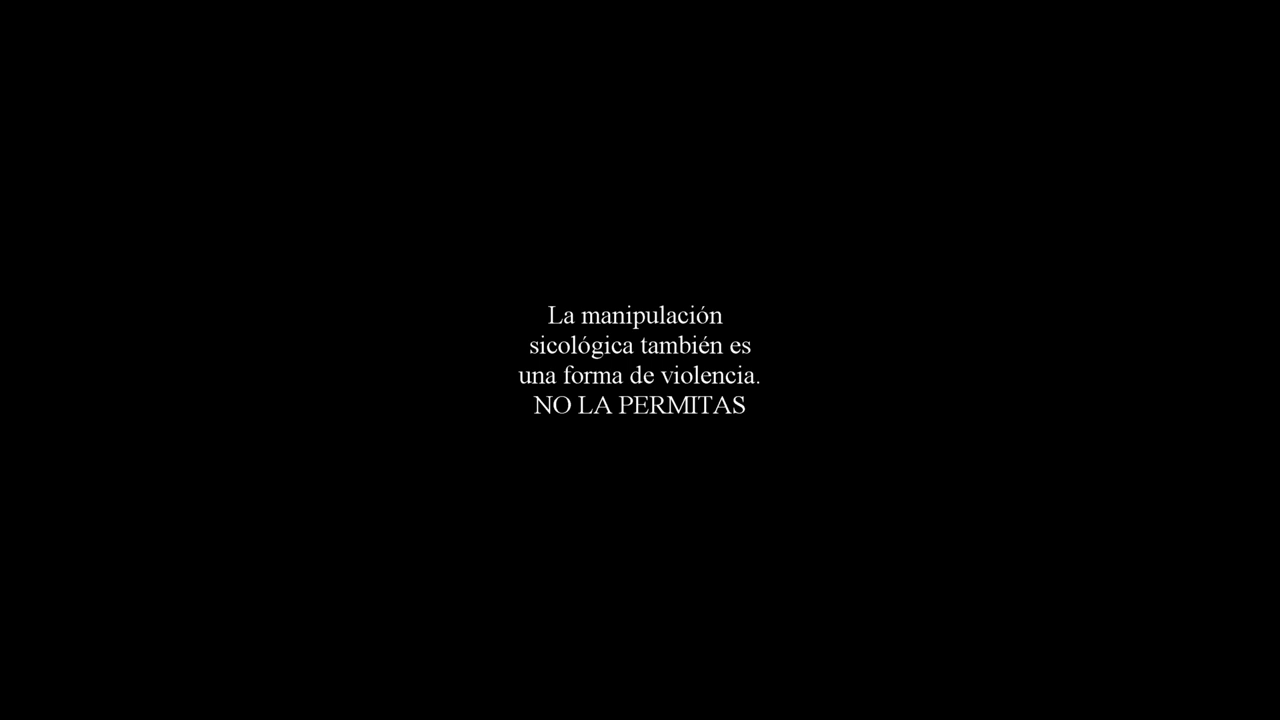 La manipulación
sicológica también es
una forma de violencia.
NO LA PERMITAS